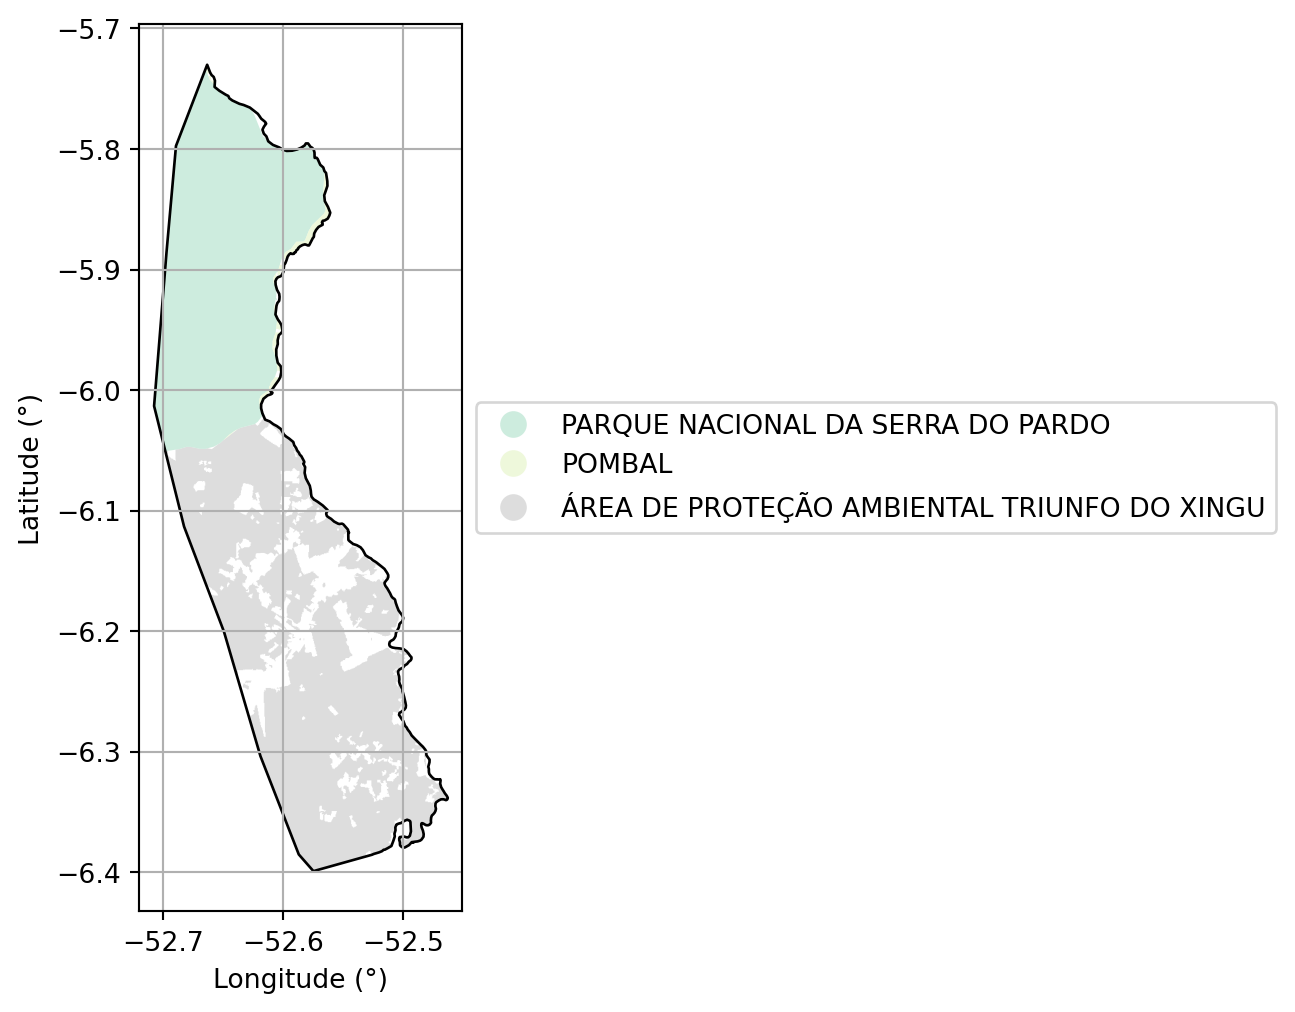 −5.7
−5.8
−5.9
−6.0
−6.1
−6.2
−6.3
−6.4
Latitude (°)
−52.7 −52.6 −52.5
Longitude (°)
PARQUE NACIONAL DA SERRA DO PARDO
POMBAL
ÁREA DE PROTEÇÃO AMBIENTAL TRIUNFO DO XINGU